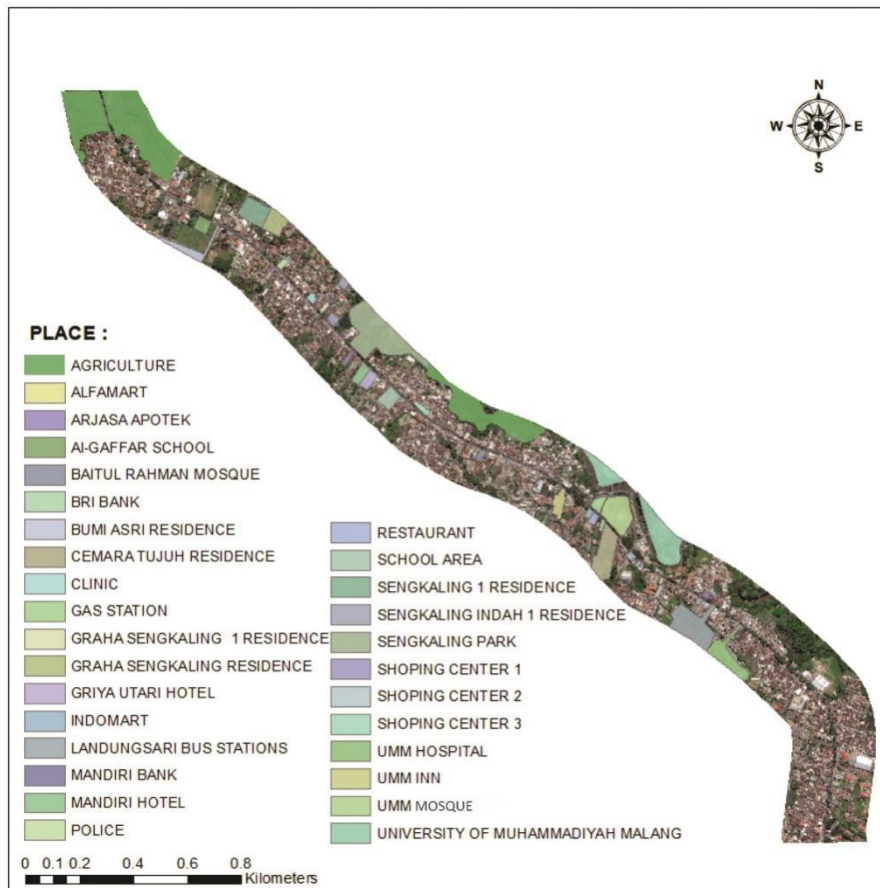 N
W E
S
PLACE :
AGRICULTURE
ALFAMART
ARJASA APOTEK
Al-GAFFAR SCHOOL
BAITUL RAHMAN MOSQUE
BRI BANK
BUMI ASRI RESIDENCE
CEMARA TUJUH RESIDENCE
CLINIC
GAS STATION
GRAHA SENGKALING 1 RESIDENCE
GRAHA SENGKALING RESIDENCE
GRIYA UTARI HOTEL
INDOMART
LANDUNGSARI BUS STATIONS
MANDIRI BANK
MANDIRI HOTEL
POLICE
RESTAURANT
SCHOOL AREA
SENGKALING 1 RESIDENCE
SENGKALING INDAH 1 RESIDENCE
SENGKALING PARK
SHOPING CENTER 1
SHOPING CENTER 2
SHOPING CENTER 3
UMM HOSPITAL
UMM INN
UMM MOSQUE
UNIVERSITY OF MUHAMMADIYAH MALANG
0 0.1 0.2 0.4 0.6 0.8
Kilometers